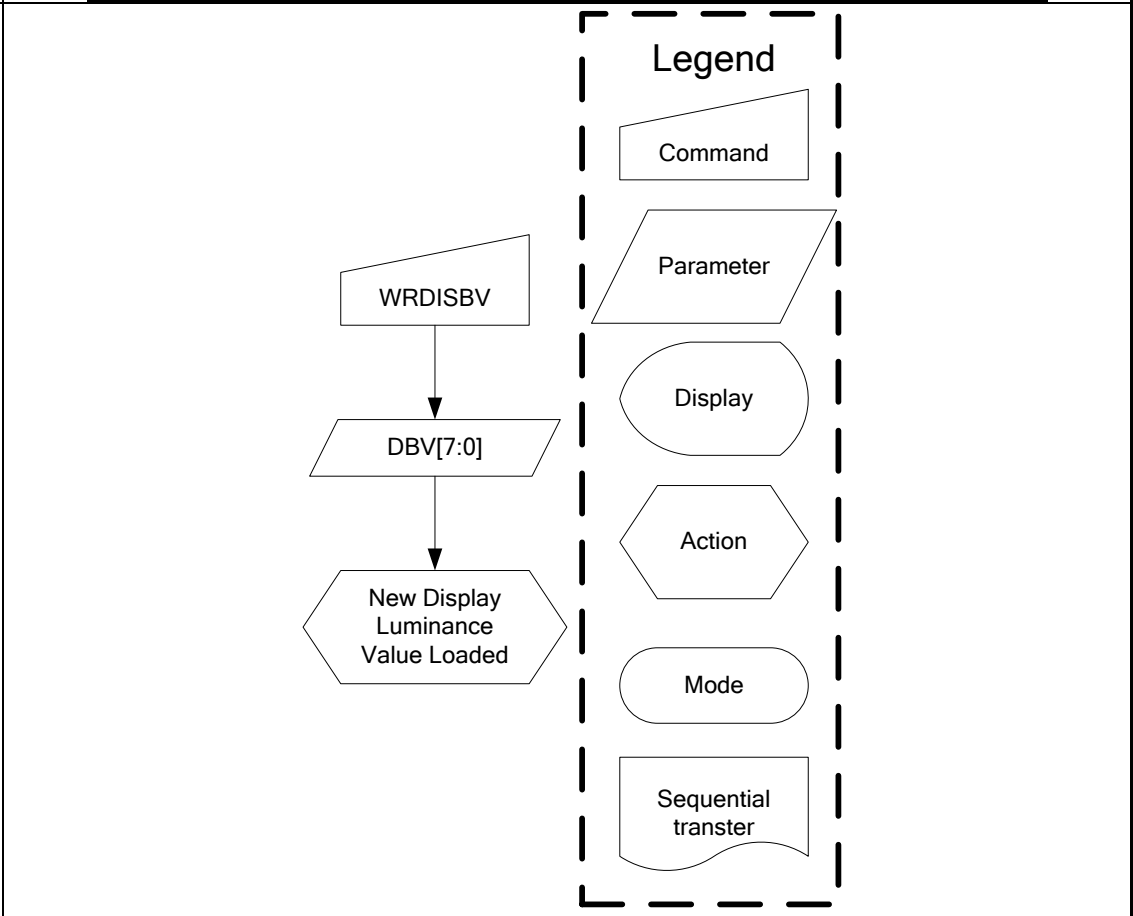 WRDISBV
DBV[7:0]
New Display
Luminance
Value Loaded
Legend
Command
Parameter
Display
Action
Mode
Sequential
transter